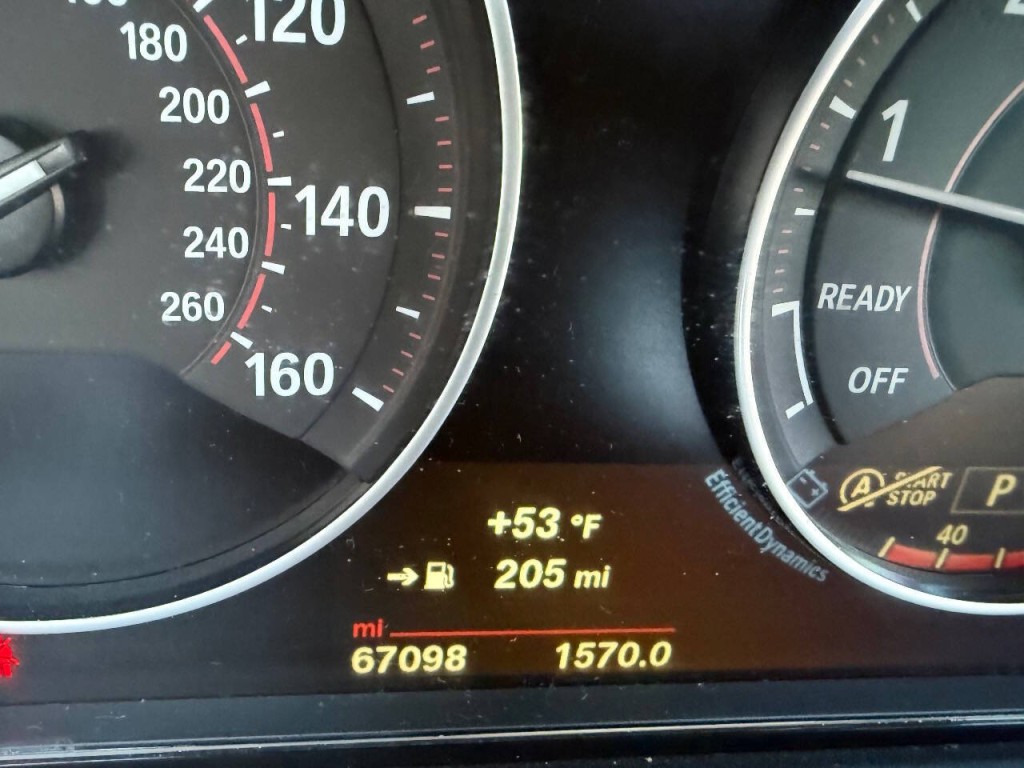 120
180
200
220
140
240
260
160
1
READY
OFF
EfficientDynamics
A START
STOP
P
40
+53 °F
205 mi
mi
67098 1570.0